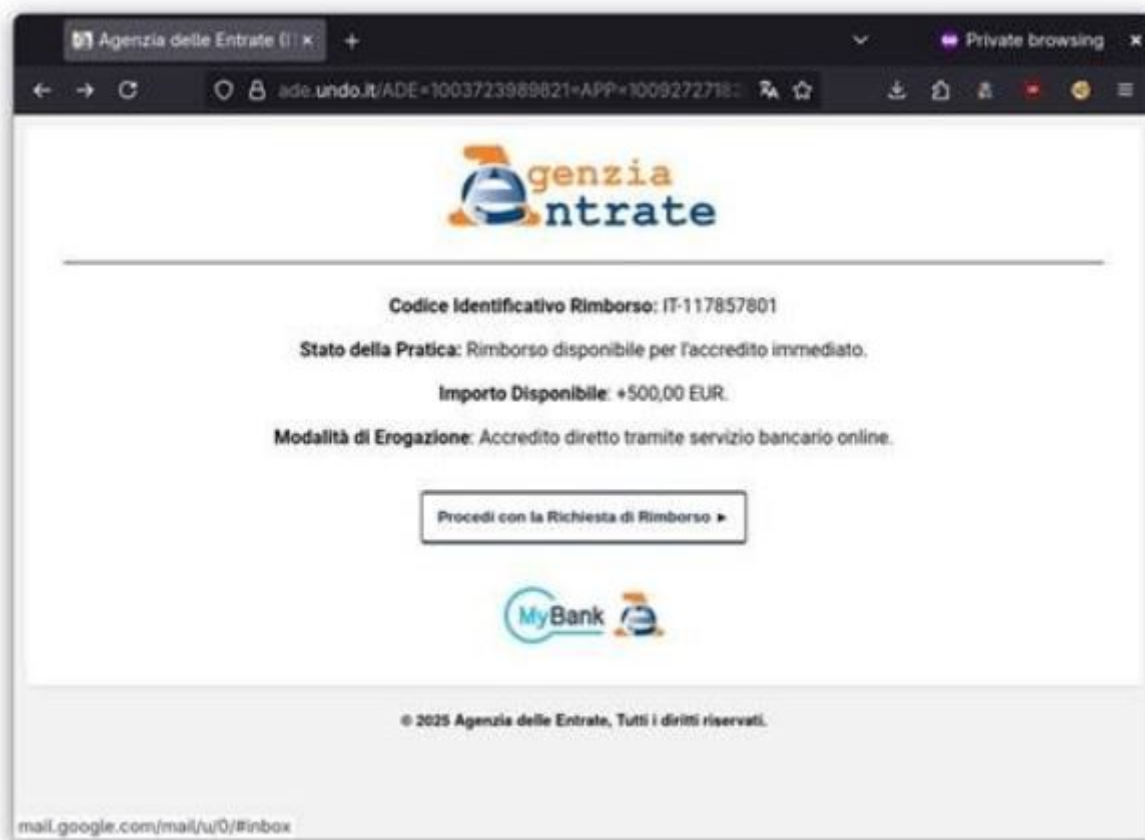 Agenzia delle Entrate (I
Private browsing
ade.undo.it/ADE=1003723989821=APP=1009272718
Agenzia
Entrate
Codice Identificativo Rimborso: IT-117857801
Stato della Pratica: Rimborso disponibile per l'accredito immediato.
Importo Disponibile: +500,00 EUR.
Modalità di Erogazione: Accredito diretto tramite servizio bancario online.
Procedi con la Richiesta di Rimborso ▸
MyBank
© 2025 Agenzia delle Entrate, Tutti i diritti riservati.
mail.google.com/mail/u/0/#inbox